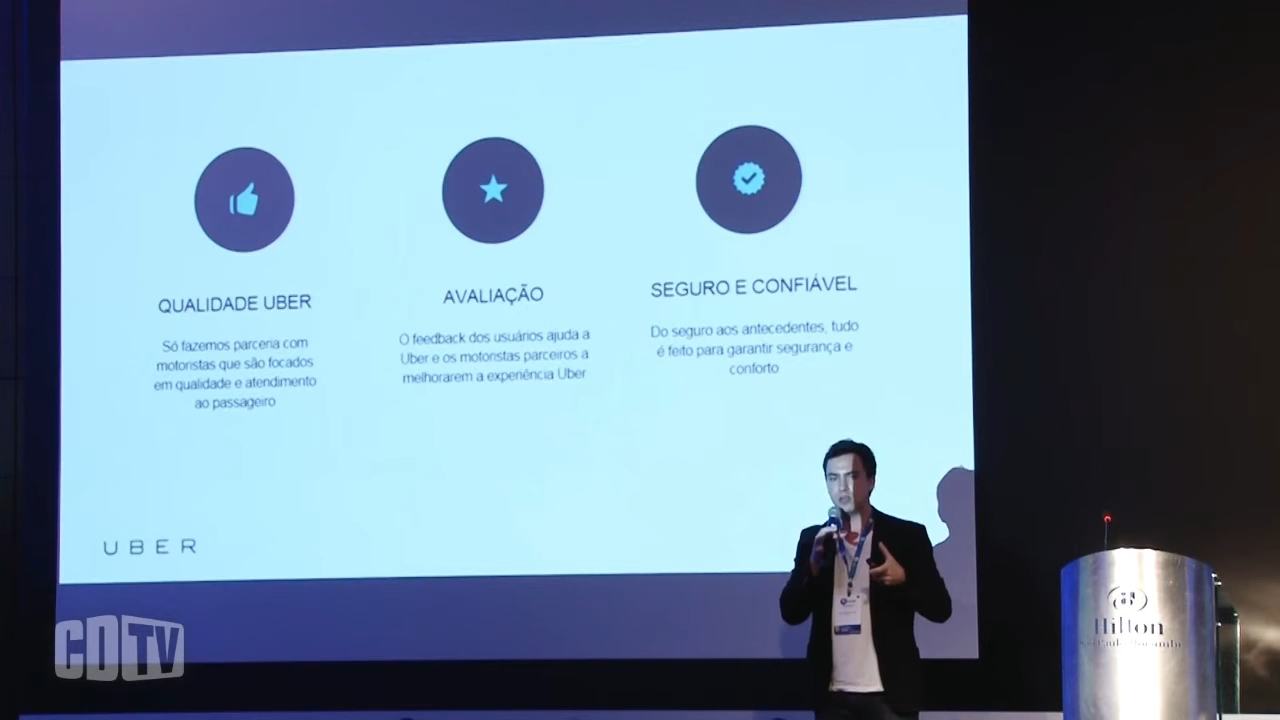 QUALIDADE UBER
Só fazemos parceria com
motoristas que são focados
em qualidade e atendimento
ao passageiro
AVALIAÇÃO
O feedback dos usuários ajuda a
Uber e os motoristas parceiros a
melhorarem a experiência Uber
SEGURO E CONFIÁVEL
Do seguro aos antecedentes, tudo
é feito para garantir segurança e
conforto
UBER
CDTV
Hilton